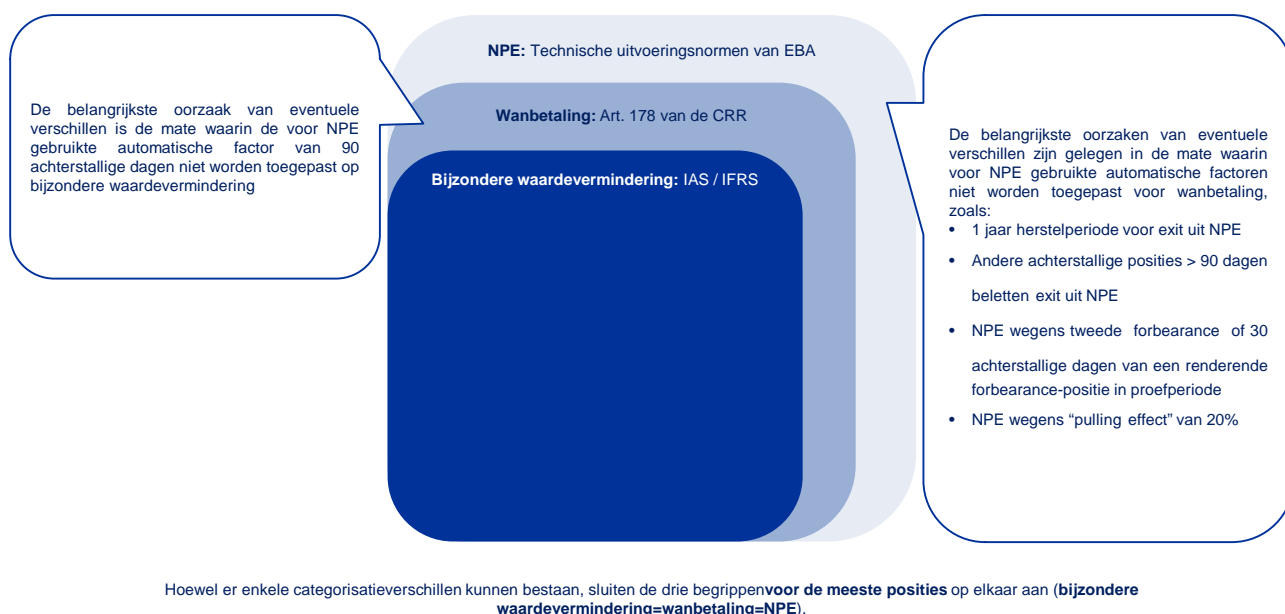 NPE: Technische uitvoeringsnormen van EBA
De belangrijkste oorzaak van eventuele
verschillen is de mate waarin de voor NPE
gebruikte automatische factor van 90
achterstallige dagen niet worden toegepast op
bijzondere waardevermindering
Wanbetaling: Art. 178 van de CRR
Bijzondere waardevermindering: IAS / IFRS
De belangrijkste oorzaken van eventuele
verschillen zijn gelegen in de mate waarin
voor NPE gebruikte automatische factoren
niet worden toegepast voor wanbetaling,
zoals:
• 1 jaar herstelperiode voor exit uit NPE
• Andere achterstallige posities > 90 dagen
beletten exit uit NPE
• NPE wegens tweede forbearance of 30
achterstallige dagen van een renderende
forbearance-positie in proefperiode
• NPE wegens “pulling effect” van 20%
Hoewel er enkele categorisatieverschillen kunnen bestaan, sluiten de drie begrippenvoor de meeste posities op elkaar aan (bijzondere
waardevermindering=wanbetaling=NPE).